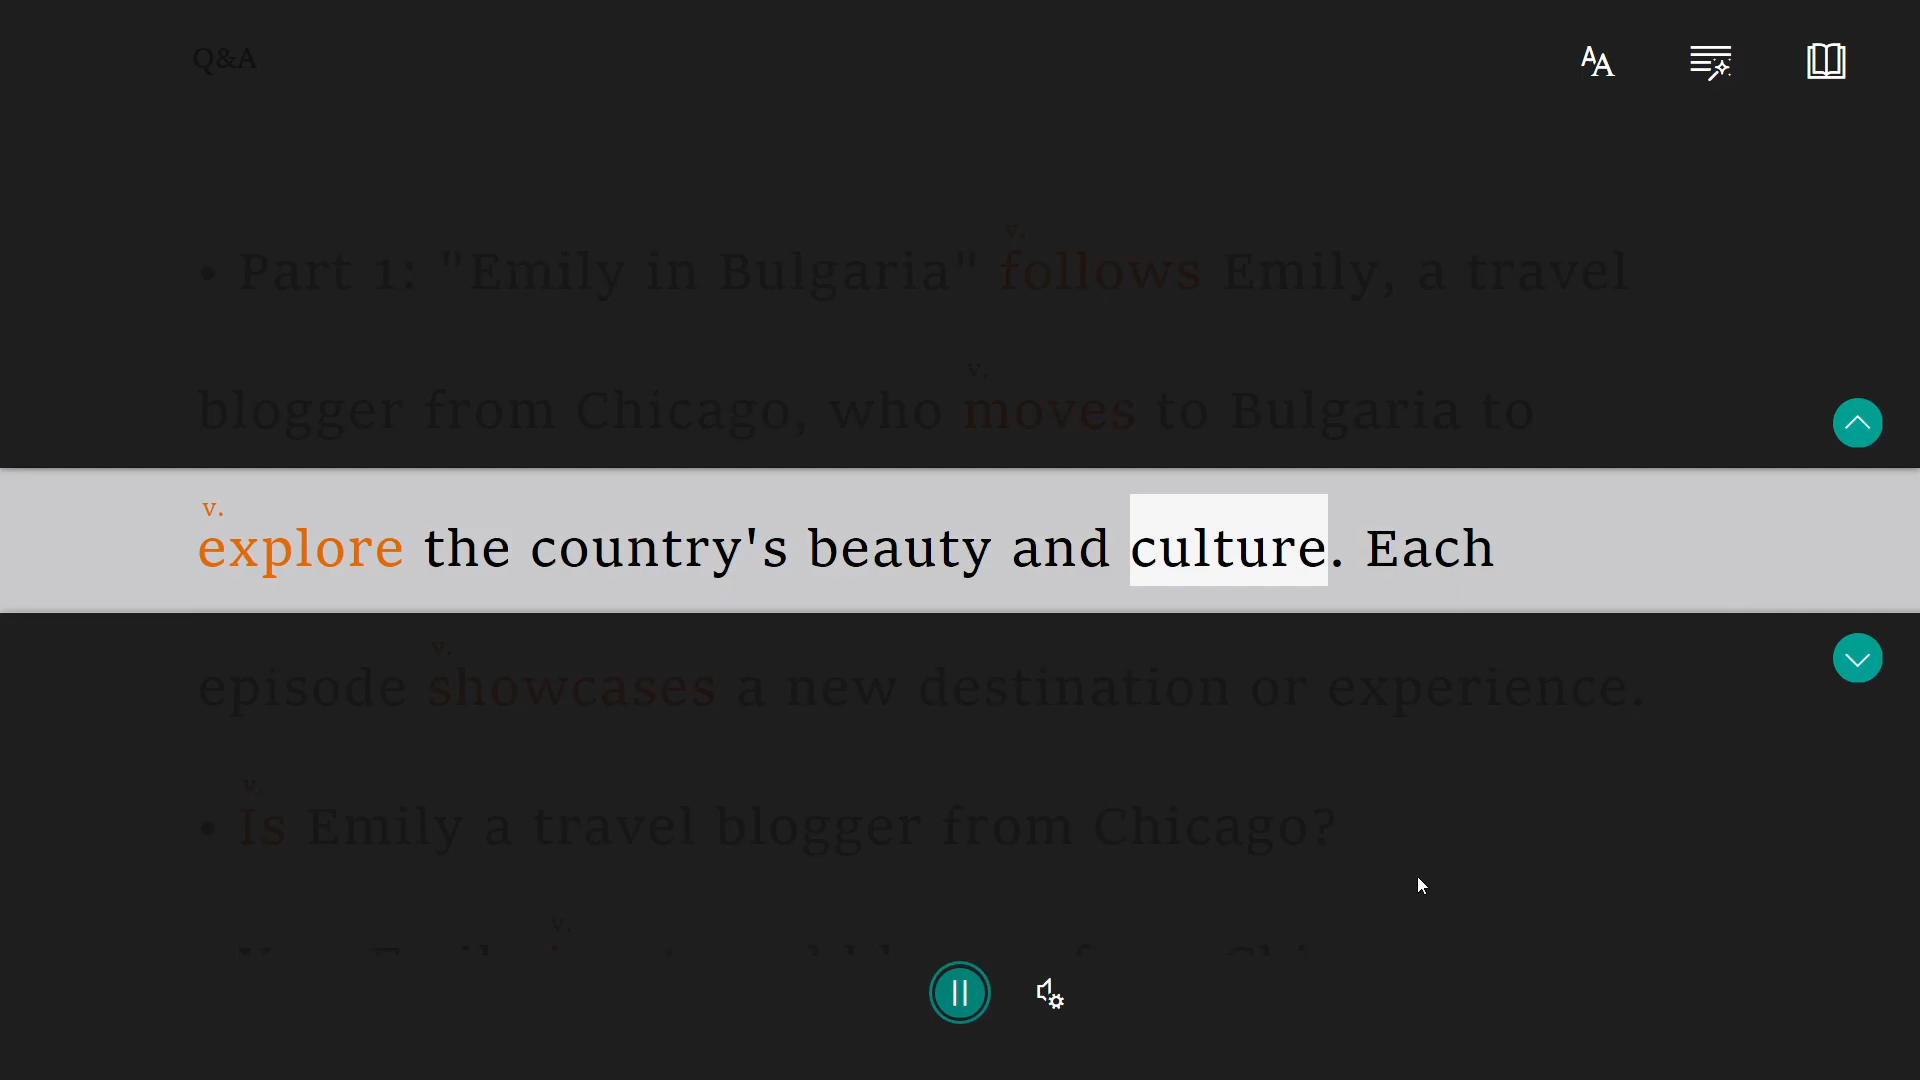 Q&A
v.
• Part 1: "Emily in Bulgaria" follows Emily, a travel
v.
blogger from Chicago, who moves to Bulgaria to
v.
explore the country's beauty and culture. Each
v.
episode showcases a new destination or experience.
v.
• Is Emily a travel blogger from Chicago?
v.